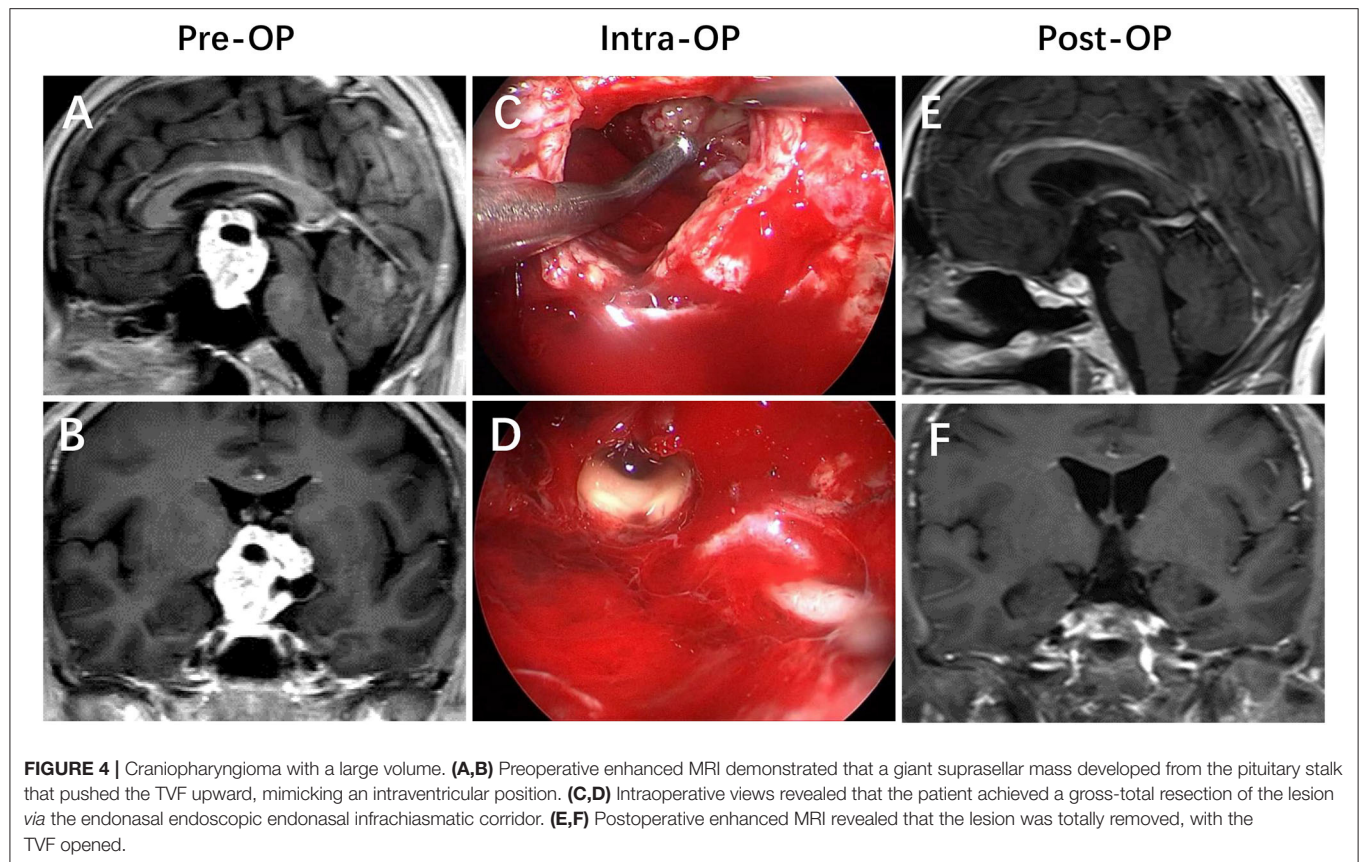 Pre-OP Intra-OP Post-OP
A C E
B D F
FIGURE 4 | Craniopharyngioma with a large volume. (A,B) Preoperative enhanced MRI demonstrated that a giant suprasellar mass developed from the pituitary stalk
that pushed the TVF upward, mimicking an intraventricular position. (C,D) Intraoperative views revealed that the patient achieved a gross-total resection of the lesion
via the endonasal endoscopic endonasal infrachiasmatic corridor. (E,F) Postoperative enhanced MRI revealed that the lesion was totally removed, with the
TVF opened.